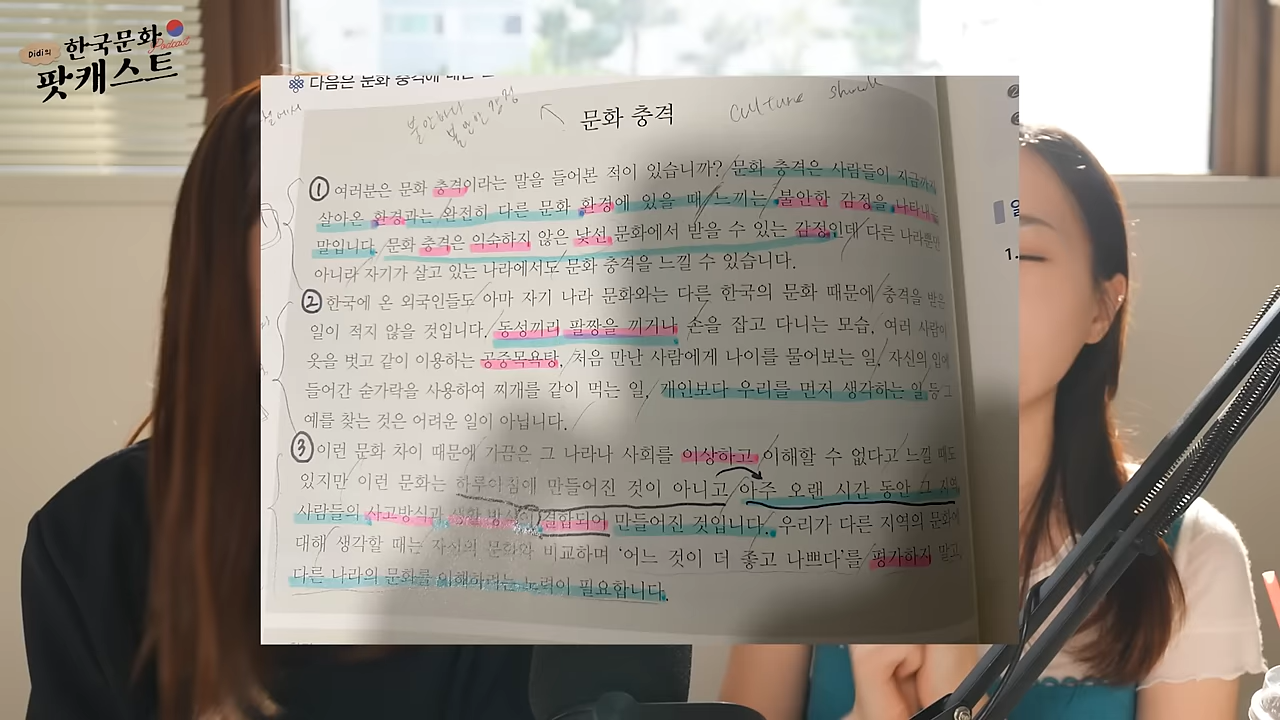 Didi의
한국문화
Podcast
팟캐스트
다음은 문화 충격에 대한
불안하다
불안한 감정
문화 충격
culture shock
① 여러분은 문화 충격이라는 말을 들어본 적이 있습니까? 문화 충격은 사람들이 지금까지
살아온 환경과는 완전히 다른 문화 환경에 있을 때 느끼는 불안한 감정을 나타내는
말입니다. 문화 충격은 익숙하지 않은 낯선 문화에서 받을 수 있는 감정인데 다른 나라뿐만
아니라 자기가 살고 있는 나라에서도 문화 충격을 느낄 수 있습니다.
② 한국에 온 외국인들도 아마 자기 나라 문화와는 다른 한국의 문화 때문에 충격을 받은
일이 적지 않을 것입니다. 동성끼리 팔짱을 끼거나 손을 잡고 다니는 모습, 여러 사람이
옷을 벗고 같이 이용하는 공중목욕탕, 처음 만난 사람에게 나이를 물어보는 일, 자신의 입에
들어간 숟가락을 사용하여 찌개를 같이 먹는 일, 개인보다 우리를 먼저 생각하는 일 등 그
예를 찾는 것은 어려운 일이 아닙니다.
③ 이런 문화 차이 때문에 가끔은 그 나라나 사회를 이상하고 이해할 수 없다고 느낄 때도
있지만 이런 문화는 하루아침에 만들어진 것이 아니고 아주 오랜 시간 동안 그 지역
사람들의 사고방식과 생활 방식이 결합되어 만들어진 것입니다. 우리가 다른 지역의 문화에
대해 생각할 때는 자신의 문화와 비교하며 '어느 것이 더 좋고 나쁘다'를 평가하지 말고
다른 나라의 문화를 이해하려는 노력이 필요합니다.
1.